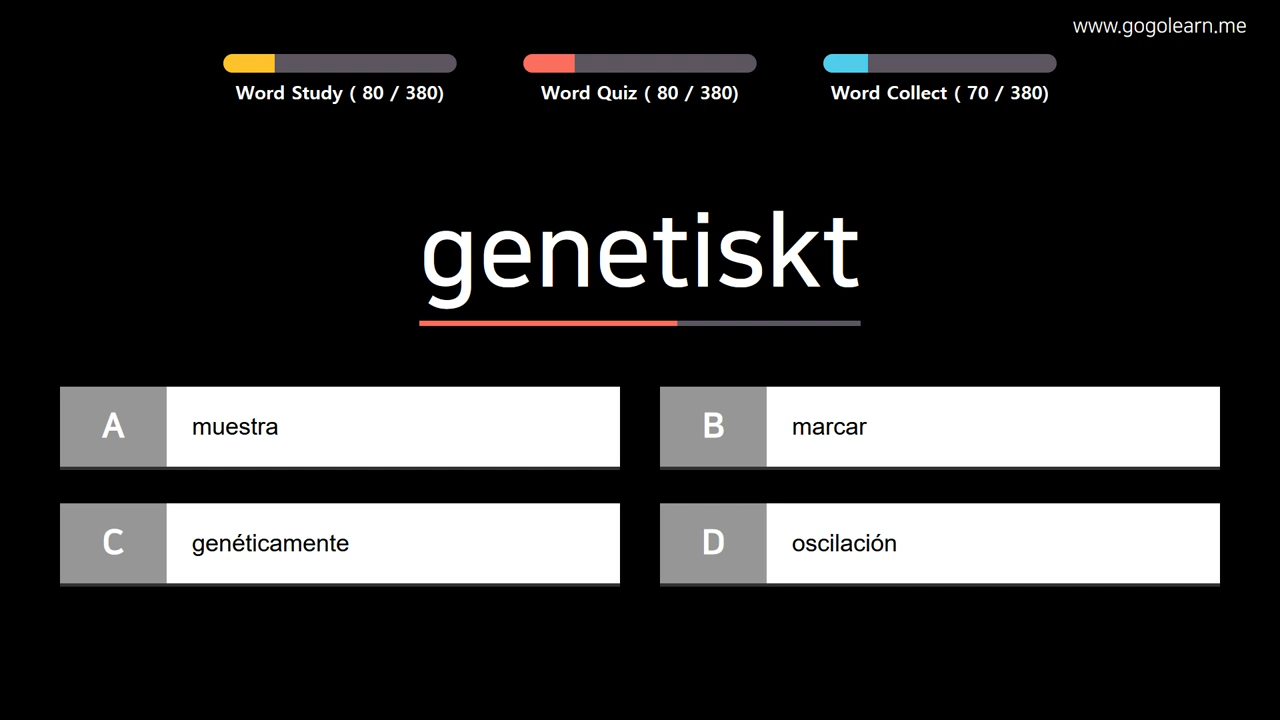 www.gogolearn.me
Word Study ( 80 / 380)
Word Quiz ( 80 / 380)
Word Collect ( 70 / 380)
genetiskt
A muestra
B marcar
C genéticamente
D oscilación